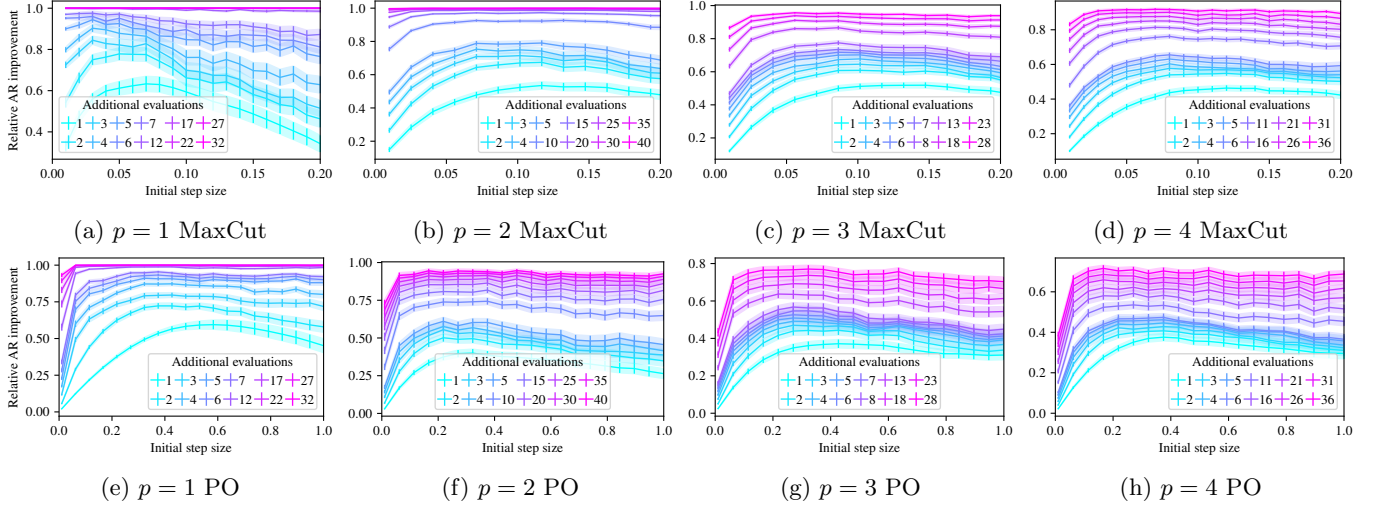 Relative AR improvement
1.0
0.8
0.6
0.4
Additional evaluations
1 3 5 7 17 27
2 4 6 12 22 32
0.00 0.05 0.10 0.15 0.20
Initial step size
(a) p = 1 MaxCut
1.0
0.8
0.6
0.4
0.2
Additional evaluations
1 3 5 15 25 35
2 4 10 20 30 40
0.00 0.05 0.10 0.15 0.20
Initial step size
(b) p = 2 MaxCut
1.0
0.8
0.6
0.4
0.2
Additional evaluations
1 3 5 7 13 23
2 4 6 8 18 28
0.00 0.05 0.10 0.15 0.20
Initial step size
(c) p = 3 MaxCut
0.8
0.6
0.4
0.2
Additional evaluations
1 3 5 11 21 31
2 4 6 16 26 36
0.00 0.05 0.10 0.15 0.20
Initial step size
(d) p = 4 MaxCut
Relative AR improvement
1.00
0.75
0.50
0.25
0.00
Additional evaluations
1 3 5 7 17 27
2 4 6 12 22 32
0.0 0.2 0.4 0.6 0.8 1.0
Initial step size
(e) p = 1 PO
1.00
0.75
0.50
0.25
0.00
Additional evaluations
1 3 5 15 25 35
2 4 10 20 30 40
0.0 0.2 0.4 0.6 0.8 1.0
Initial step size
(f) p = 2 PO
0.8
0.6
0.4
0.2
0.0
Additional evaluations
1 3 5 7 13 23
2 4 6 8 18 28
0.0 0.2 0.4 0.6 0.8 1.0
Initial step size
(g) p = 3 PO
0.6
0.4
0.2
0.0
Additional evaluations
1 3 5 11 21 31
2 4 6 16 26 36
0.0 0.2 0.4 0.6 0.8 1.0
Initial step size
(h) p = 4 PO